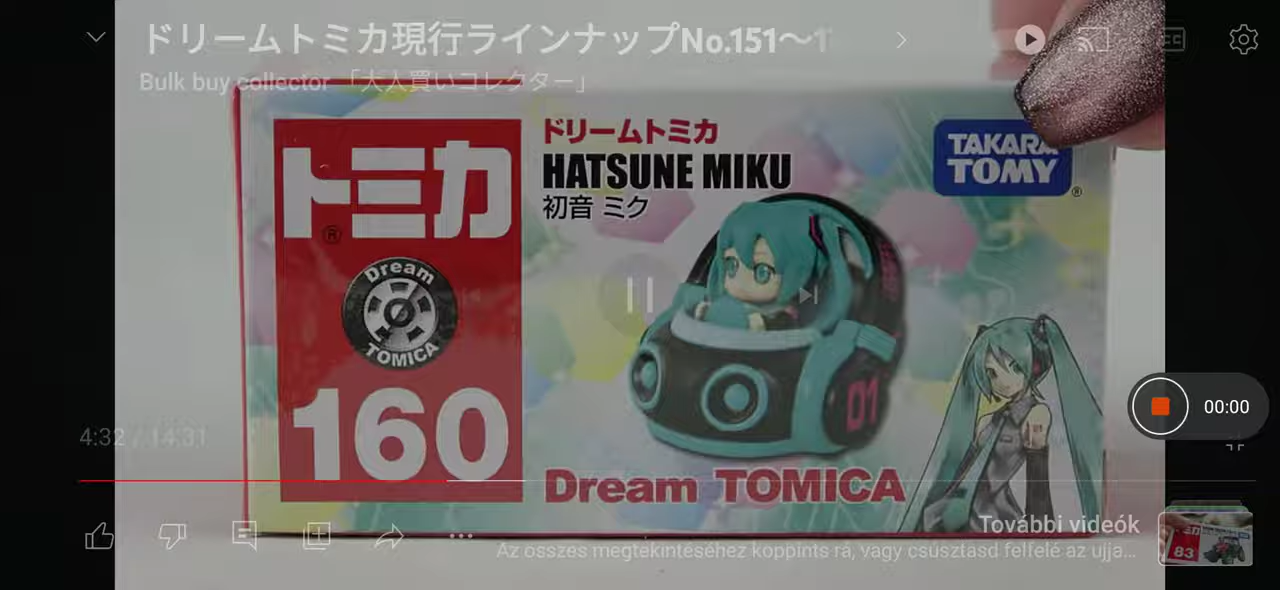 ドリームトミカ現行ラインナップNo.151〜1
Bulk buy collector 「大人買いコレクター」
CC
トミカ
®
Dream
TOMICA
160
ドリームトミカ
HATSUNE MIKU
初音 ミク
TAKARA
TOMY
®
01
01
Dream TOMICA
00:00
4:32 / 14:31
További videók
Az összes megtekintéséhez koppints rá, vagy csúsztasd felfelé az ujja...
83